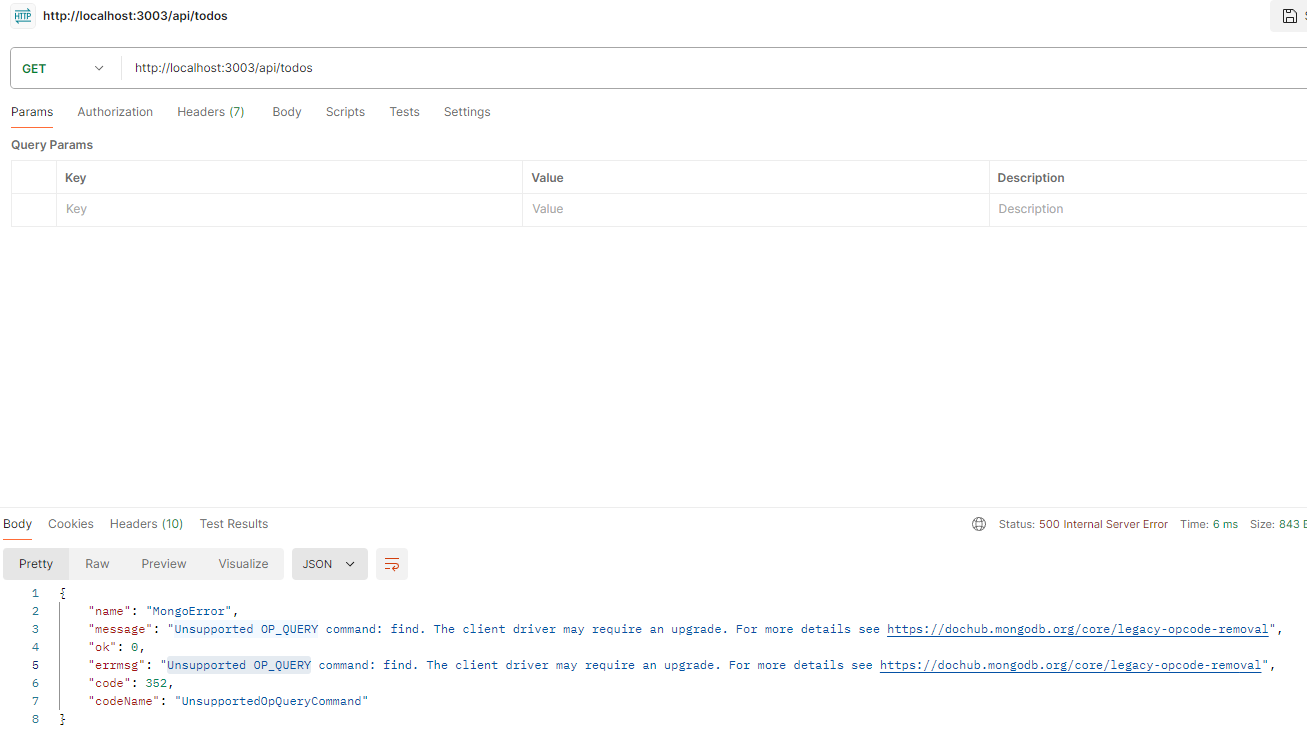 HTTP http://localhost:3003/api/todos
GET http://localhost:3003/api/todos
Params Authorization Headers (7) Body Scripts Tests Settings
Query Params
Key Value Description
Key Value Description
Body Cookies Headers (10) Test Results Status: 500 Internal Server Error Time: 6 ms Size: 843
Pretty Raw Preview Visualize JSON
1 {
2 "name": "MongoError",
3 "message": "Unsupported OP_QUERY command: find. The client driver may require an upgrade. For more details see https://dochub.mongodb.org/core/legacy-opcode-removal",
4 "ok": 0,
5 "errmsg": "Unsupported OP_QUERY command: find. The client driver may require an upgrade. For more details see https://dochub.mongodb.org/core/legacy-opcode-removal",
6 "code": 352,
7 "codeName": "UnsupportedOpQueryCommand"
8 }